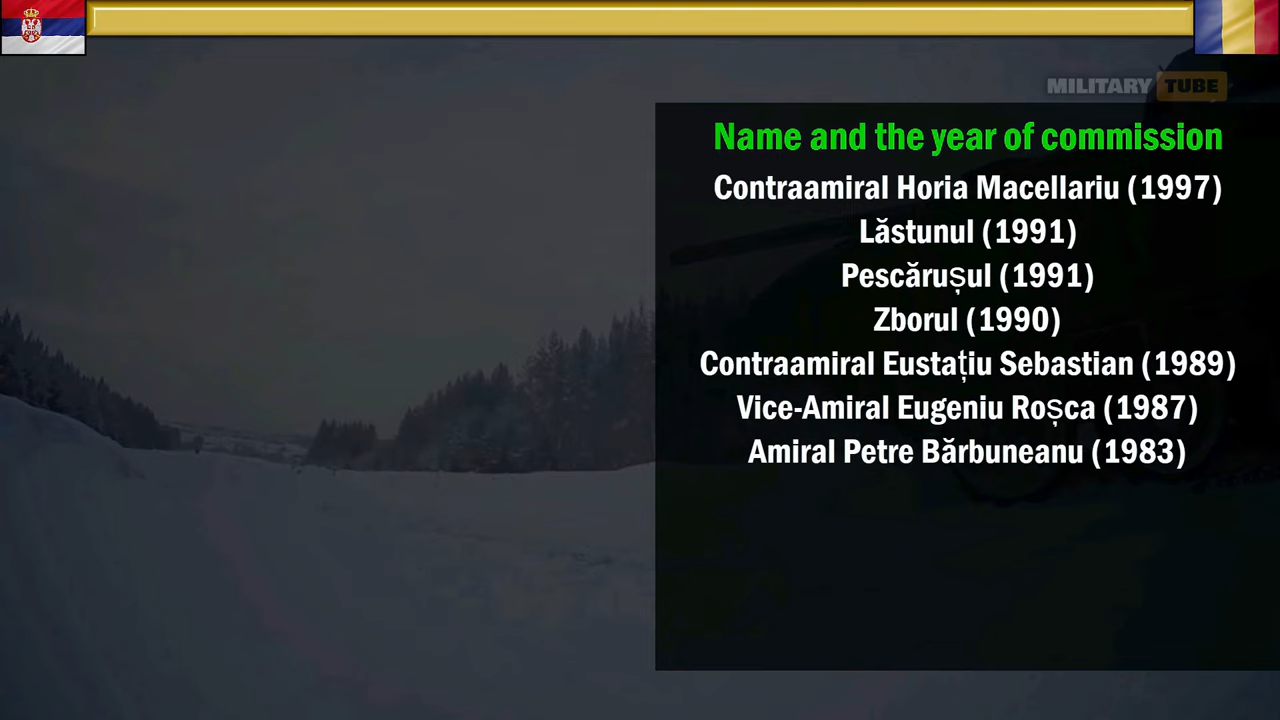 MILITARY TUBE
Name and the year of commission
Contraamiral Horia Macellariu (1997)
Lăstunul (1991)
Pescărușul (1991)
Zborul (1990)
Contraamiral Eustațiu Sebastian (1989)
Vice-Amiral Eugeniu Roșca (1987)
Amiral Petre Bărbuneanu (1983)